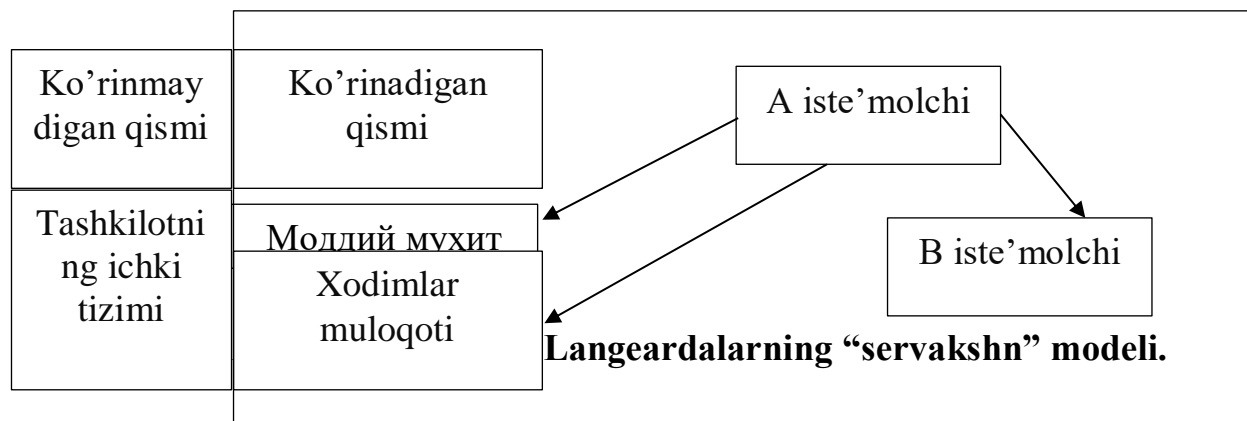 Ko’rinmay
digan qismi
Ko’rinadigan
qismi
A iste’molchi
Tashkilotni
ng ichki
tizimi
Моддий мухит
Xodimlar
muloqoti
B iste’molchi
Langeardalarning “servakshn” modeli.